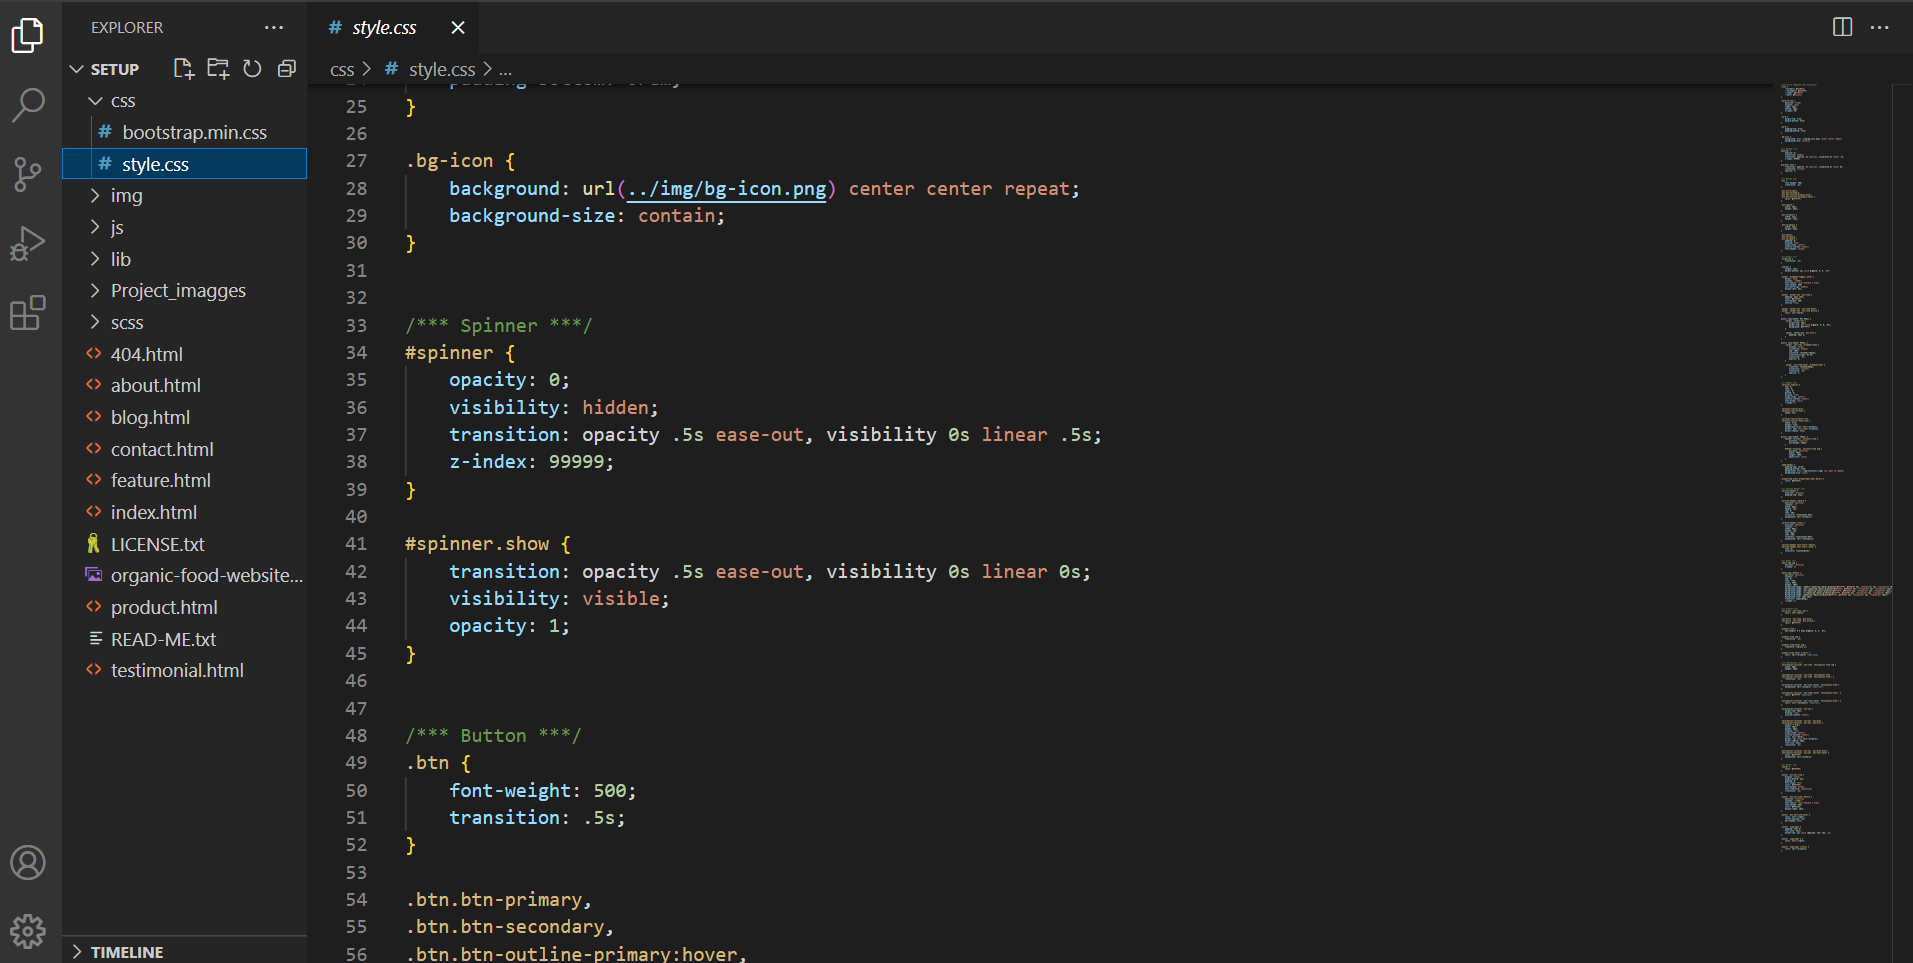 EXPLORER
SETUP
css
bootstrap.min.css
style.css
img
js
lib
Project_imagges
scss
404.html
about.html
blog.html
contact.html
feature.html
index.html
LICENSE.txt
organic-food-website...
product.html
READ-ME.txt
testimonial.html
TIMELINE
# style.css
css > # style.css > ...
25 }
26
27 .bg-icon {
28 background: url(../img/bg-icon.png) center center repeat;
29 background-size: contain;
30 }
31
32
33 /*** Spinner ***/
34 #spinner {
35 opacity: 0;
36 visibility: hidden;
37 transition: opacity .5s ease-out, visibility 0s linear .5s;
38 z-index: 99999;
39 }
40
41 #spinner.show {
42 transition: opacity .5s ease-out, visibility 0s linear 0s;
43 visibility: visible;
44 opacity: 1;
45 }
46
47
48 /*** Button ***/
49 .btn {
50 font-weight: 500;
51 transition: .5s;
52 }
53
54 .btn.btn-primary,
55 .btn.btn-secondary,
56 .btn.btn-outline-primary:hover,